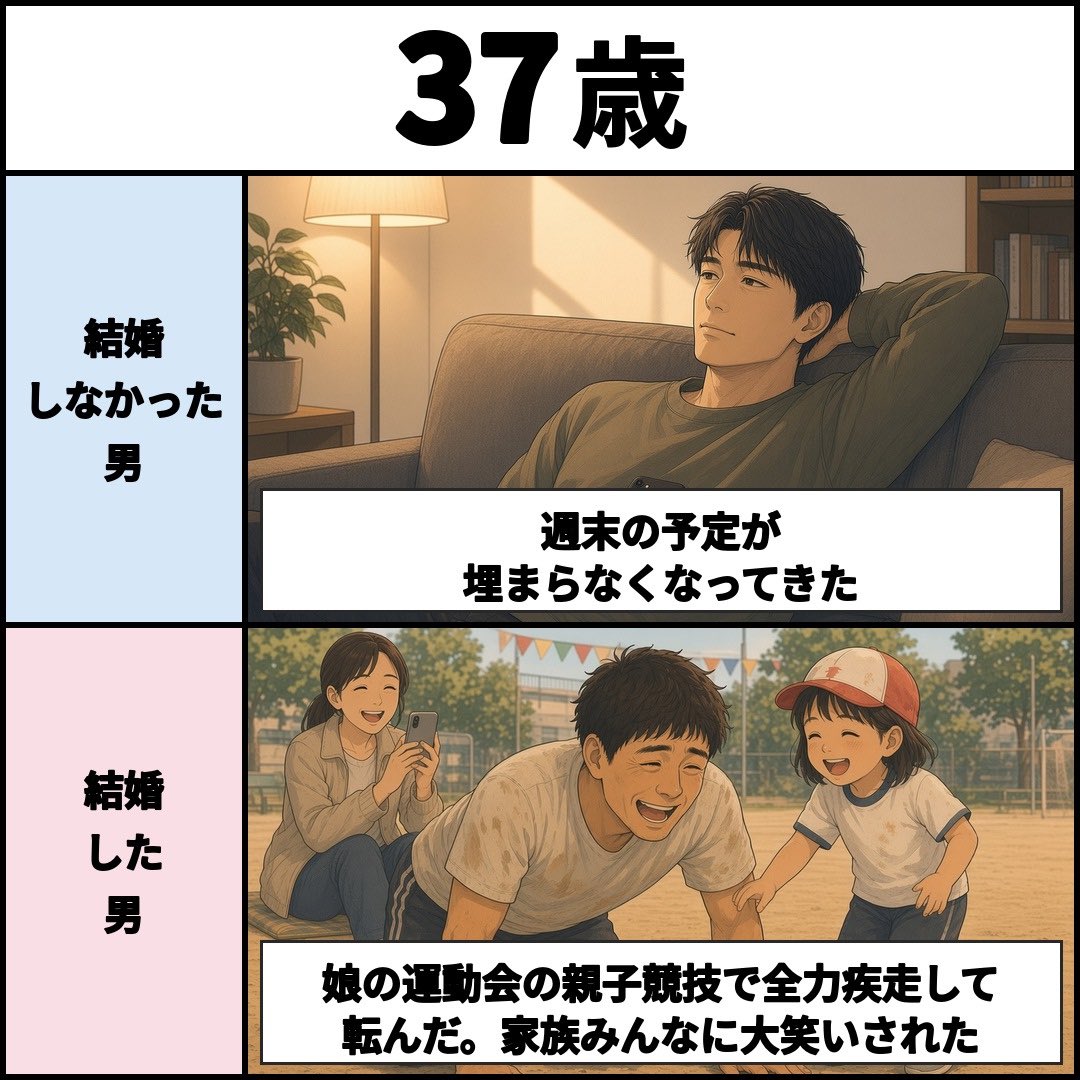 37歳
結婚
しなかった
男
週末の予定が
埋まらなくなってきた
結婚
した
男
娘の運動会の親子競技で全力疾走して
転んだ。家族みんなに大笑いされた